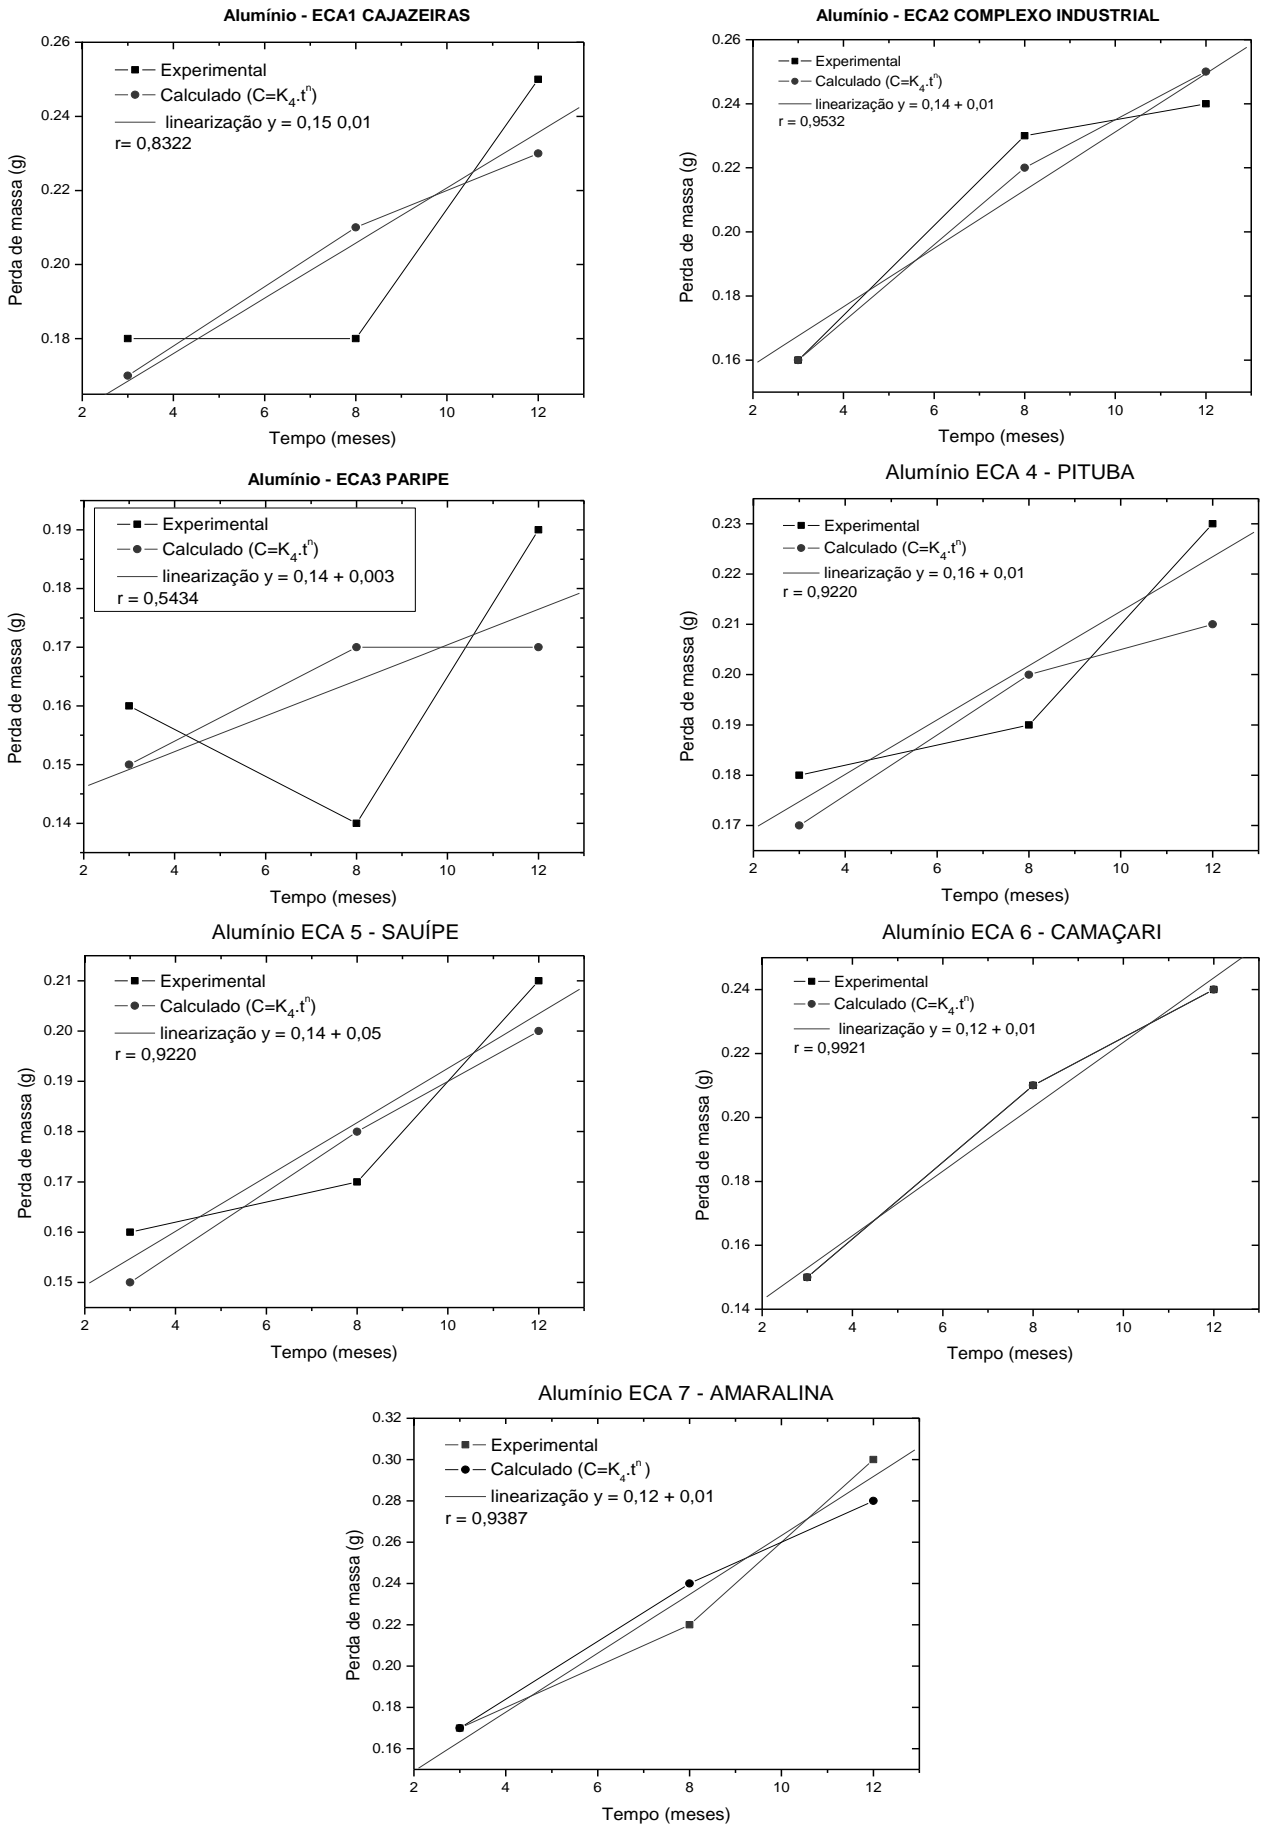 Alumínio - ECA1 CAJAZEIRAS
Experimental
Calculado (C=K4.t^n)
linearização y = 0,15 0,01
r= 0,8322
0.26
0.24
0.22
0.20
0.18
Perda de massa (g)
2 4 6 8 10 12
Tempo (meses)
Alumínio - ECA2 COMPLEXO INDUSTRIAL
Experimental
Calculado (C=K4.t^n)
linearização y = 0,14 + 0,01
r = 0,9532
0.26
0.24
0.22
0.20
0.18
0.16
Perda de massa (g)
2 4 6 8 10 12
Tempo (meses)
Alumínio - ECA3 PARIPE
Experimental
Calculado (C=K4.t^n)
linearização y = 0,14 + 0,003
r = 0,5434
0.19
0.18
0.17
0.16
0.15
0.14
Perda de massa (g)
2 4 6 8 10 12
Tempo (meses)
Alumínio ECA 4 - PITUBA
Experimental
Calculado (C=K4.t^n)
linearização y = 0,16 + 0,01
r = 0,9220
0.23
0.22
0.21
0.20
0.19
0.18
0.17
Perda de massa (g)
2 4 6 8 10 12
Tempo (meses)
Alumínio ECA 5 - SAUÍPE
Experimental
Calculado (C=K4.t^n)
linearização y = 0,14 + 0,05
r = 0,9220
0.21
0.20
0.19
0.18
0.17
0.16
0.15
Perda de massa (g)
2 4 6 8 10 12
Tempo (meses)
Alumínio ECA 6 - CAMAÇARI
Experimental
Calculado (C=K4.t^n)
linearização y = 0,12 + 0,01
r = 0,9921
0.24
0.22
0.20
0.18
0.16
0.14
Perda de massa (g)
2 4 6 8 10 12
Tempo (meses)
Alumínio ECA 7 - AMARALINA
Experimental
Calculado (C=K4.t^n)
linearização y = 0,12 + 0,01
r = 0,9387
0.32
0.30
0.28
0.26
0.24
0.22
0.20
0.18
0.16
Perda de massa (g)
2 4 6 8 10 12
Tempo (meses)